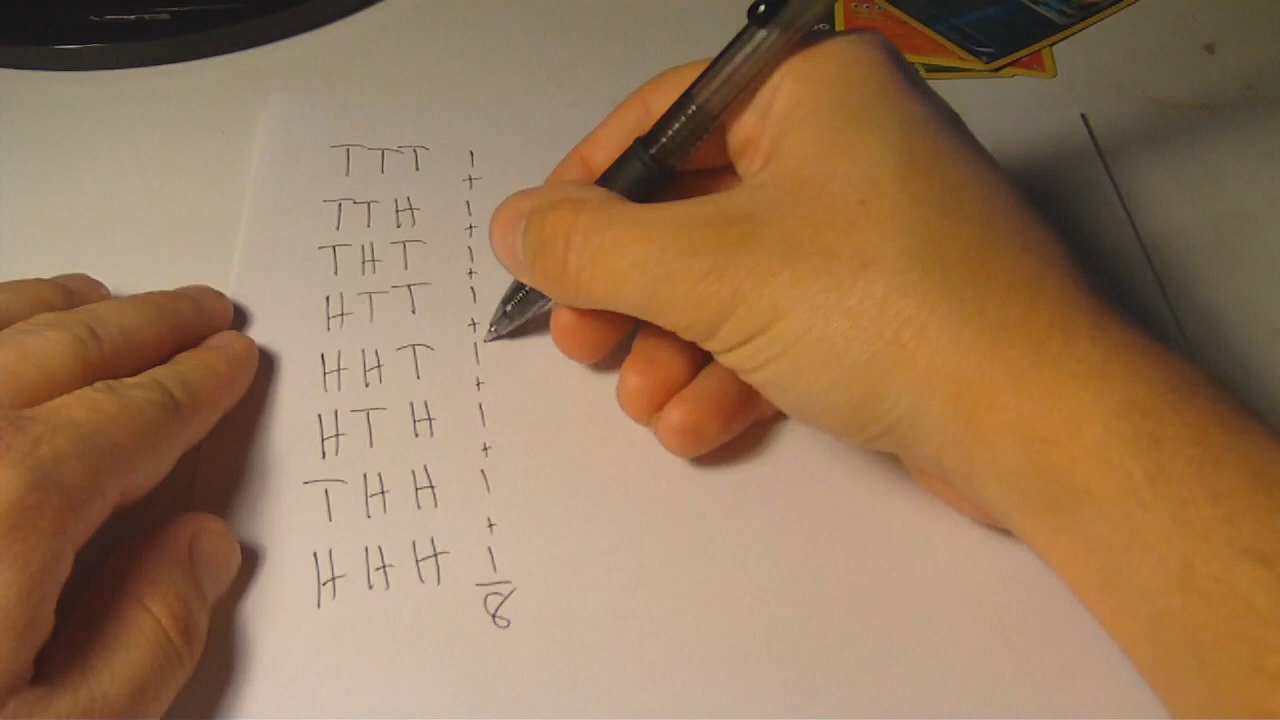 TTT 1
+
TTH 1
+
THT 1
+
HTT 1
+
HHT 1
+
HTH 1
+
THH 1
+
HHH 1
8